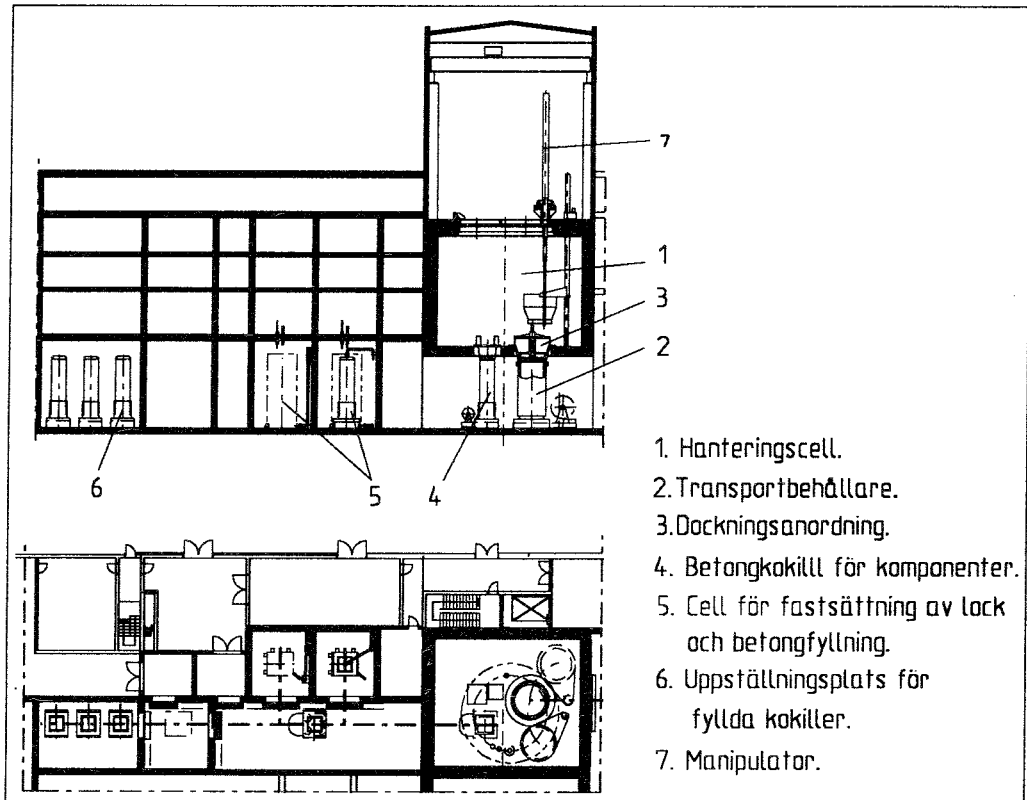 7
1
3
2
6
5
4
1. Hanteringscell.
2. Transportbehållare.
3. Dockningsanordning.
4. Betongkokilll för komponenter.
5. Cell för fastsättning av lock
och betongfyllning.
6. Uppställningsplats för
fyllda kokiller.
7. Manipulator.